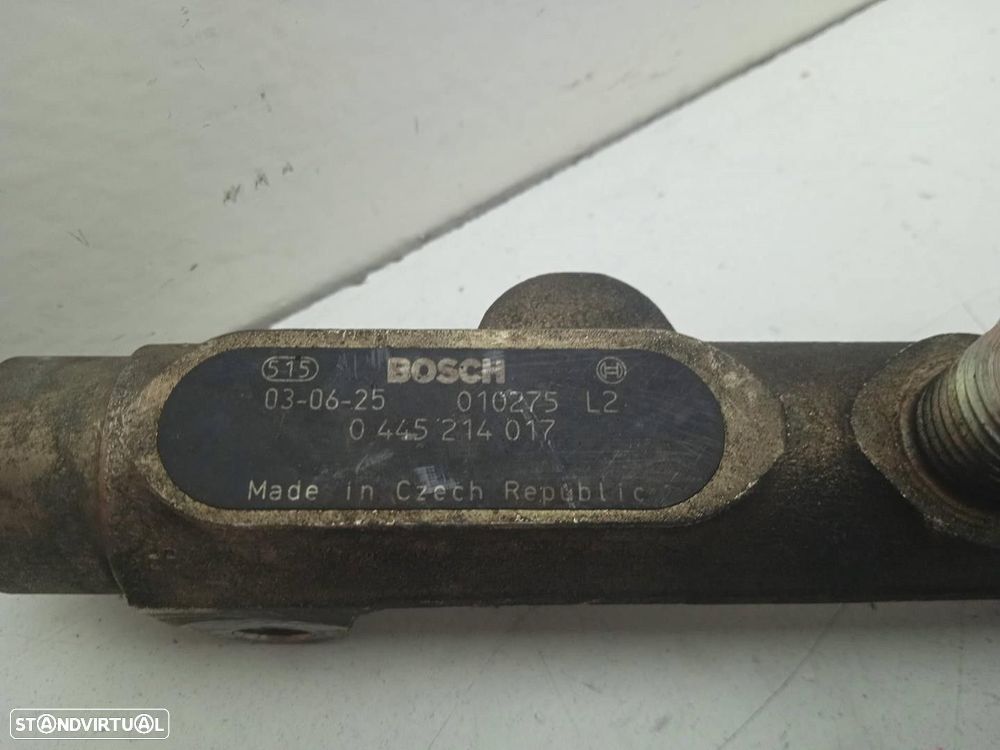 515 BOSCH
03-06-25 010275 L2
0 445 214 017
Made in Czech Republic
STANDVIRTUAL